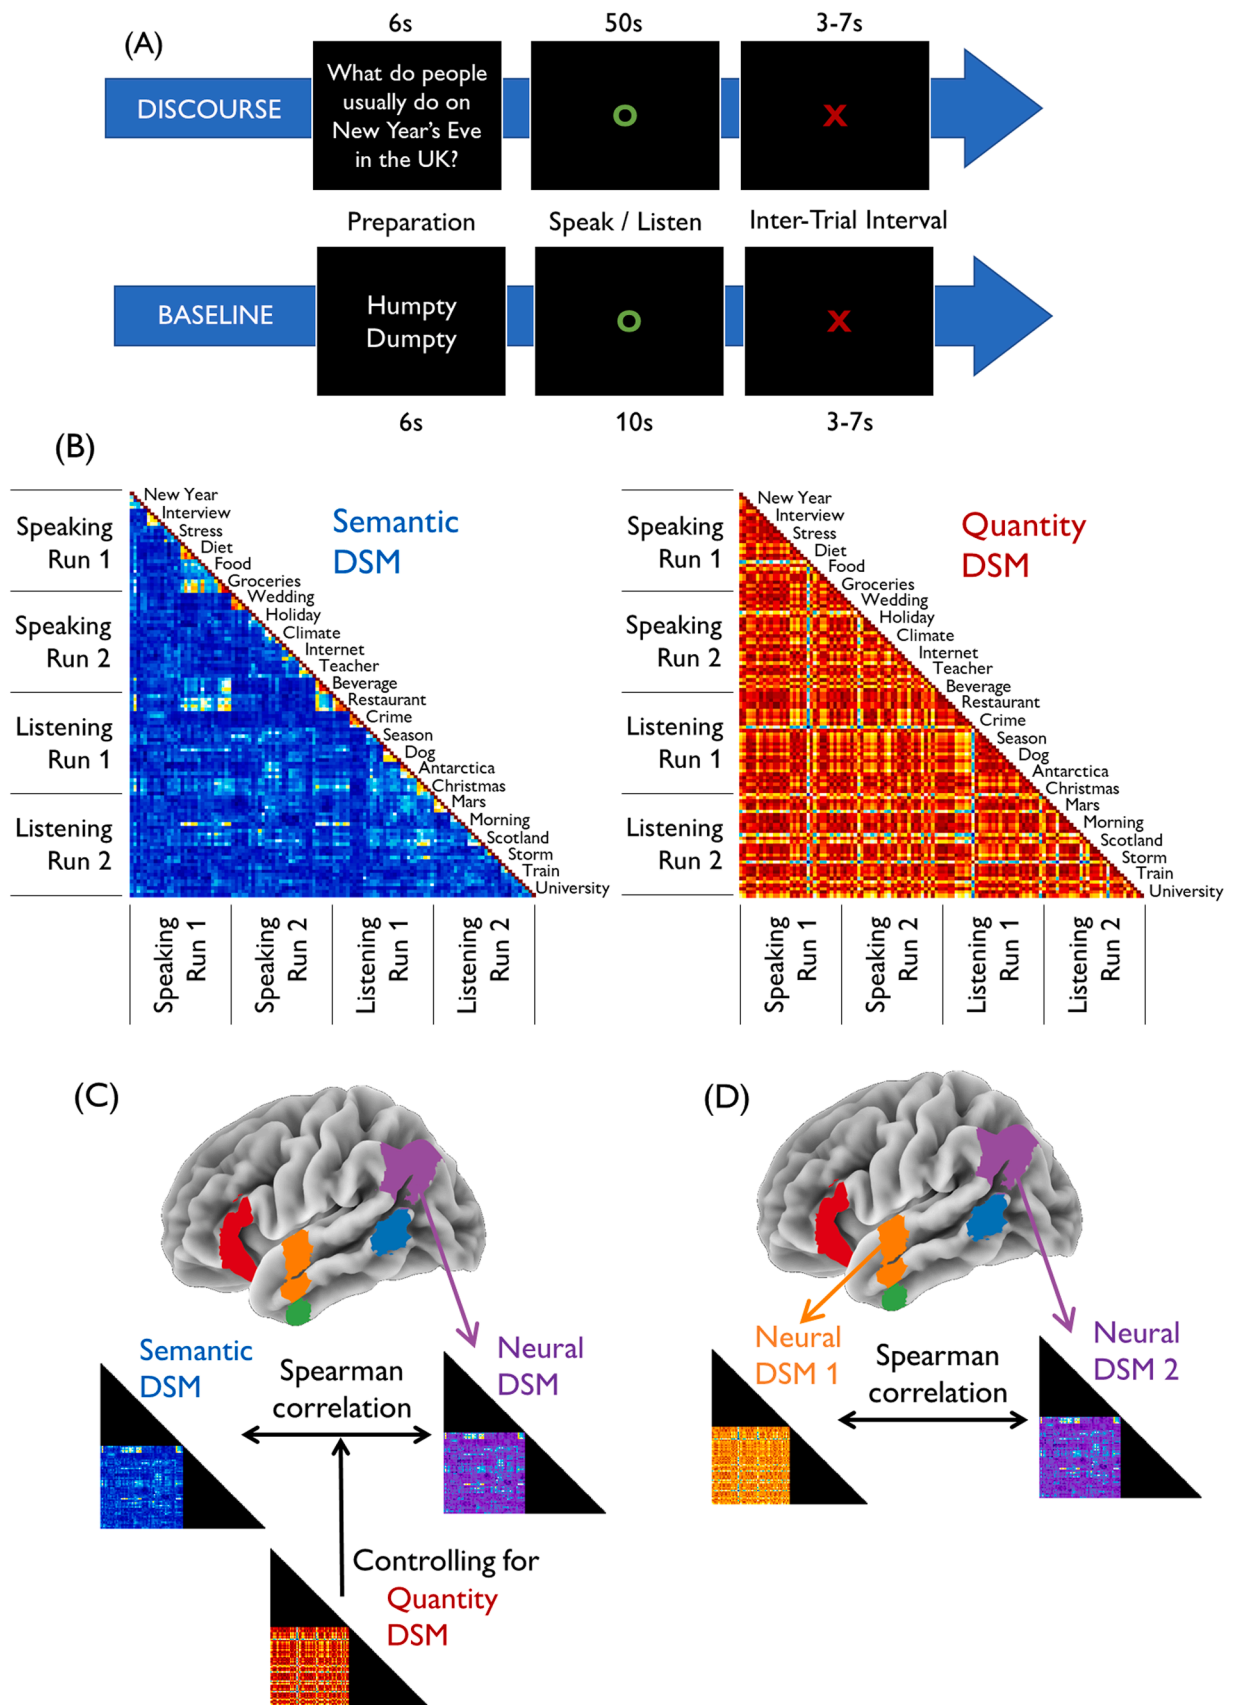 (A)
6s
50s
3-7s
DISCOURSE
What do people
usually do on
New Year's Eve
in the UK?
O
X
Preparation
Speak / Listen
Inter-Trial Interval
BASELINE
Humpty
Dumpty
O
X
6s
10s
3-7s
(B)
Speaking
Run 1
Speaking
Run 2
Listening
Run 1
Listening
Run 2
Semantic
DSM
New Year
Interview
Stress
Diet
Food
Groceries
Wedding
Holiday
Climate
Internet
Teacher
Beverage
Restaurant
Crime
Season
Dog
Antarctica
Christmas
Mars
Morning
Scotland
Storm
Train
University
Speaking
Run 1
Speaking
Run 2
Listening
Run 1
Listening
Run 2
Speaking
Run 1
Speaking
Run 2
Listening
Run 1
Listening
Run 2
Quantity
DSM
New Year
Interview
Stress
Diet
Food
Groceries
Wedding
Holiday
Climate
Internet
Teacher
Beverage
Restaurant
Crime
Season
Dog
Antarctica
Christmas
Mars
Morning
Scotland
Storm
Train
University
Speaking
Run 1
Speaking
Run 2
Listening
Run 1
Listening
Run 2
(C)
Semantic
DSM
Spearman
correlation
Neural
DSM
Controlling for
Quantity
DSM
(D)
Neural
DSM 1
Spearman
correlation
Neural
DSM 2